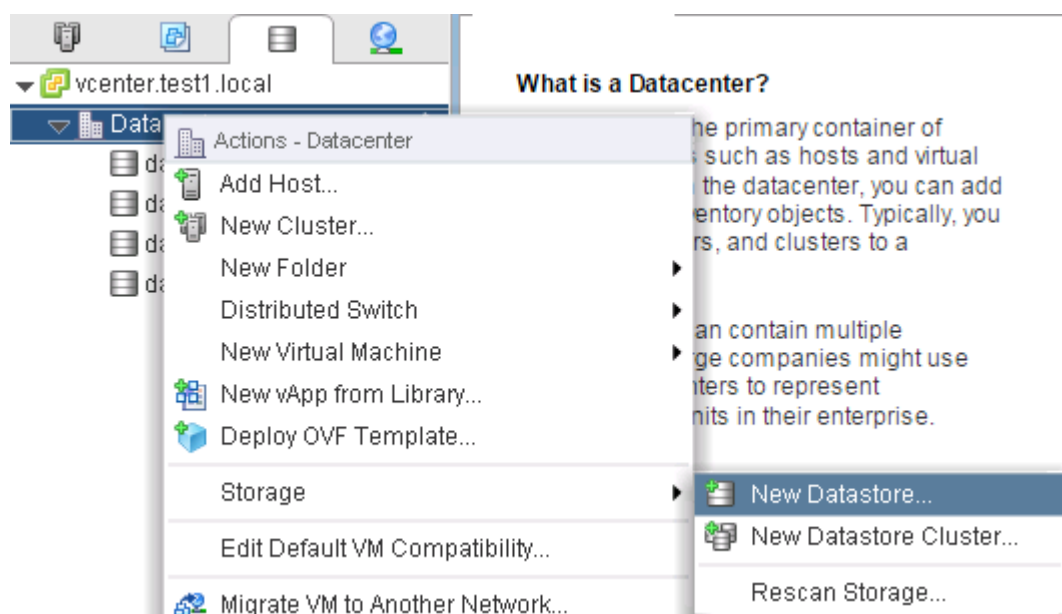 vcenter.test1.local
Data
Actions - Datacenter
Add Host...
New Cluster...
New Folder
Distributed Switch
New Virtual Machine
New vApp from Library...
Deploy OVF Template...
Storage
Edit Default VM Compatibility...
Migrate VM to Another Network...
New Datastore...
New Datastore Cluster...
Rescan Storage...
What is a Datacenter?
he primary container of
such as hosts and virtual
the datacenter, you can add
entory objects. Typically, you
rs, and clusters to a
an contain multiple
ge companies might use
ters to represent
nits in their enterprise.